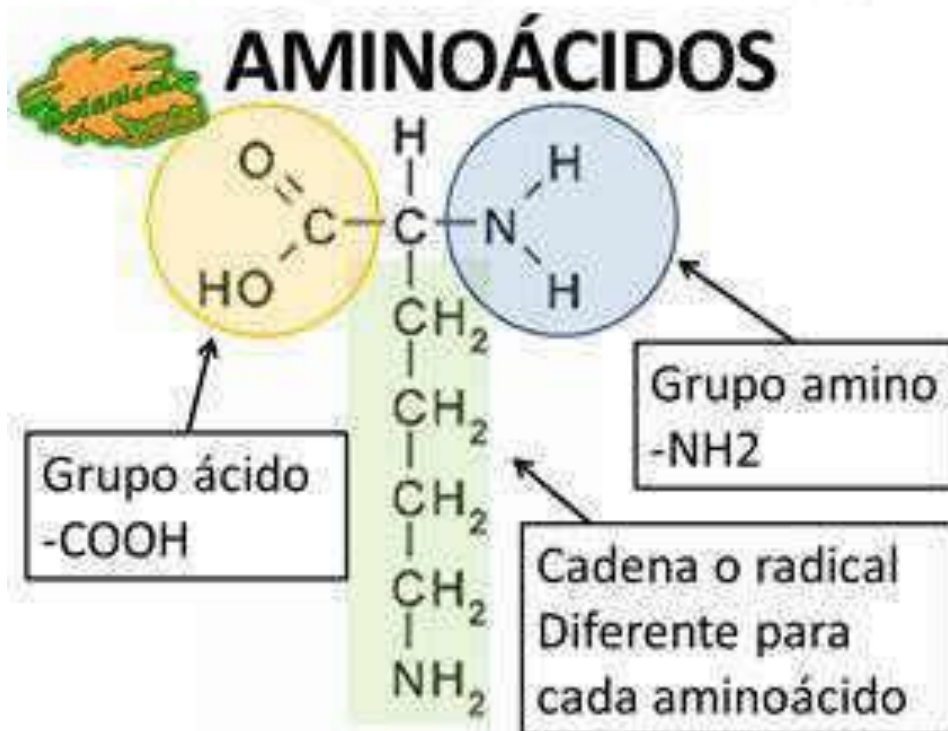 Botanical
AMINOÁCIDOS
H
O
H
C
C
N
HO
H
CH2
CH2
CH2
CH2
NH2
Grupo amino
-NH2
Grupo ácido
-COOH
Cadena o radical
Diferente para
cada aminoácido